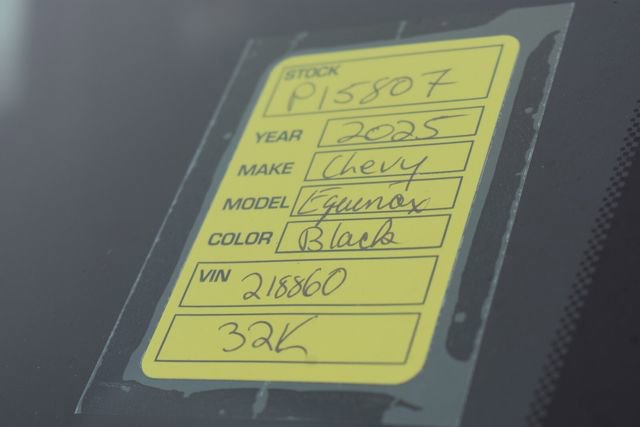 STOCK
P15807
YEAR 2025
MAKE Chevy
MODEL Equinox
COLOR Black
VIN 218860
32K